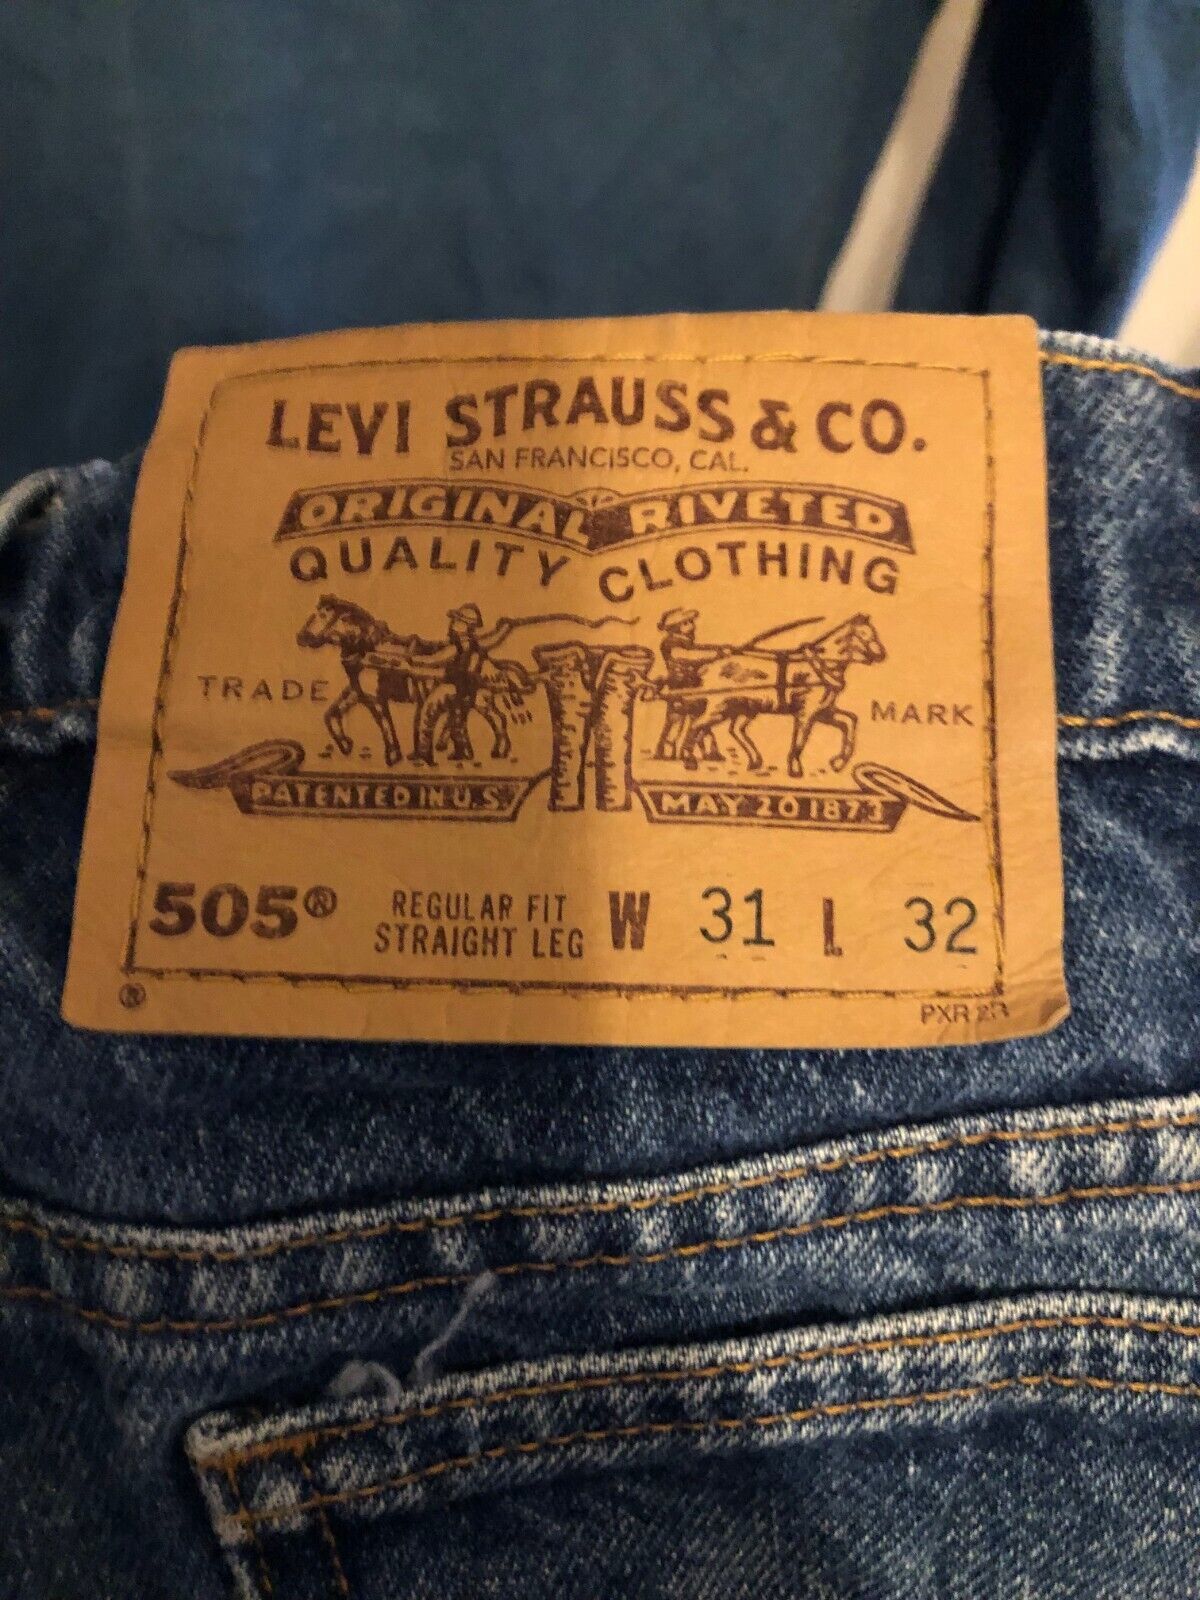 LEVI STRAUSS & CO.
SAN FRANCISCO, CAL.
ORIGINAL RIVETED
QUALITY CLOTHING
TRADE MARK
PATENTED IN U.S. MAY 20 1873
505® REGULAR FIT
STRAIGHT LEG W 31 L 32
® PXR